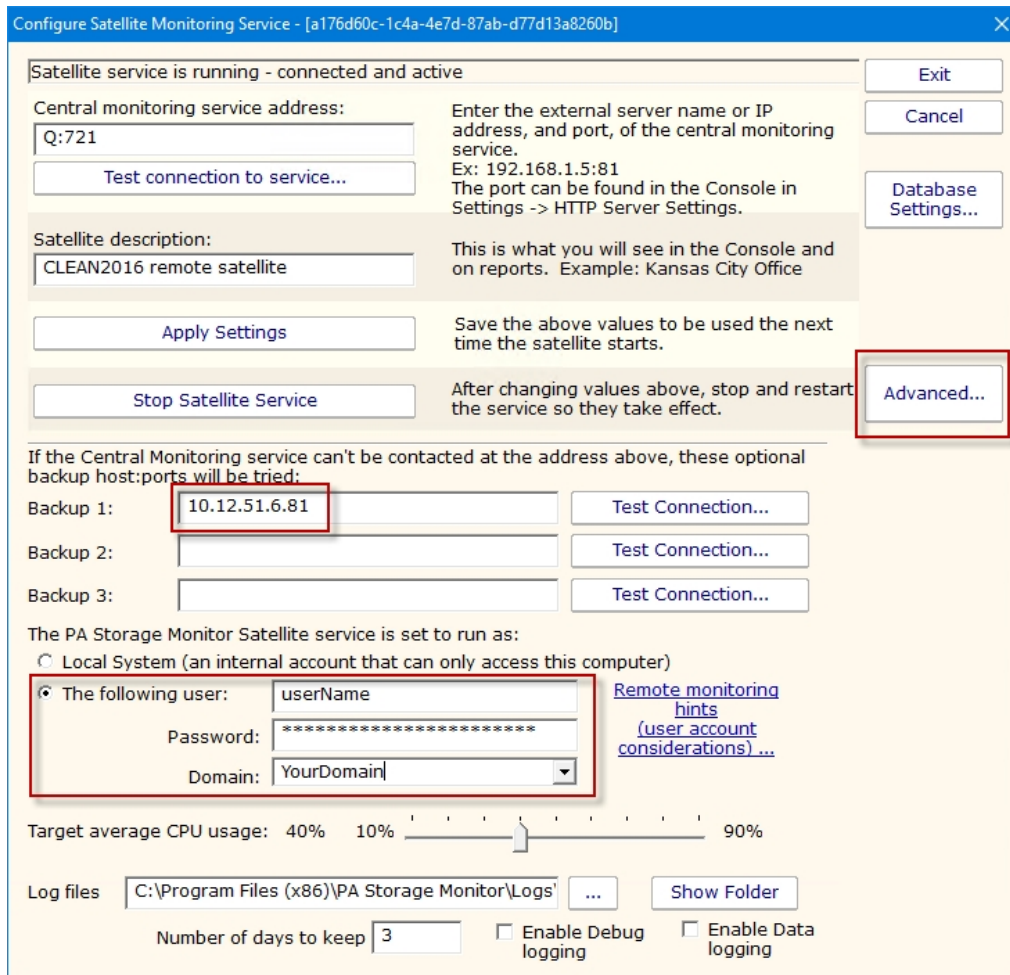 Configure Satellite Monitoring Service - [a176d60c-1c4a-4e7d-87ab-d77d13a8260b]
Satellite service is running - connected and active
Exit
Central monitoring service address:
Q:721
Test connection to service...
Enter the external server name or IP
address, and port, of the central monitoring
service.
Ex: 192.168.1.5:81
The port can be found in the Console in
Settings -> HTTP Server Settings.
Cancel
Database
Settings...
Satellite description:
CLEAN2016 remote satellite
This is what you will see in the Console and
on reports. Example: Kansas City Office
Apply Settings
Save the above values to be used the next
time the satellite starts.
Stop Satellite Service
After changing values above, stop and restart
the service so they take effect.
Advanced...
If the Central Monitoring service can't be contacted at the address above, these optional
backup host:ports will be tried:
Backup 1:
10.12.51.6.81
Test Connection...
Backup 2:
Test Connection...
Backup 3:
Test Connection...
The PA Storage Monitor Satellite service is set to run as:
Local System (an internal account that can only access this computer)
The following user:
userName
Password:
***********************
Domain:
YourDomain
Remote monitoring
hints
(user account
considerations) ...
Target average CPU usage: 40% 10% 90%
Log files
C:\Program Files (x86)\PA Storage Monitor\Logs\
...
Show Folder
Number of days to keep 3
Enable Debug
logging
Enable Data
logging